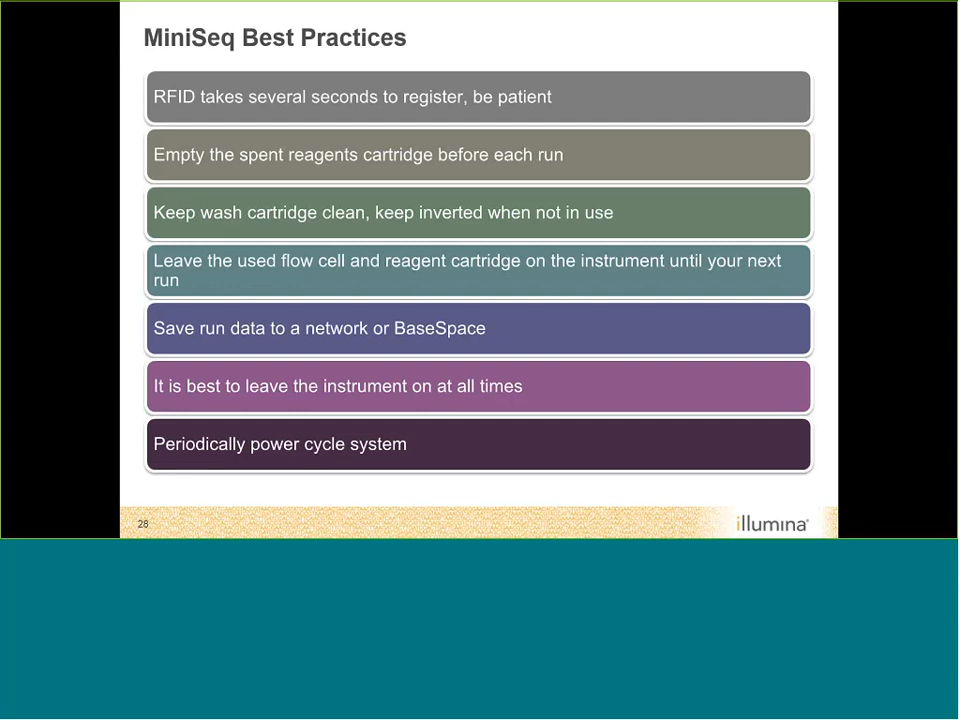 MiniSeq Best Practices
RFID takes several seconds to register, be patient
Empty the spent reagents cartridge before each run
Keep wash cartridge clean, keep inverted when not in use
Leave the used flow cell and reagent cartridge on the instrument until your next
run
Save run data to a network or BaseSpace
It is best to leave the instrument on at all times
Periodically power cycle system
28
illumina®